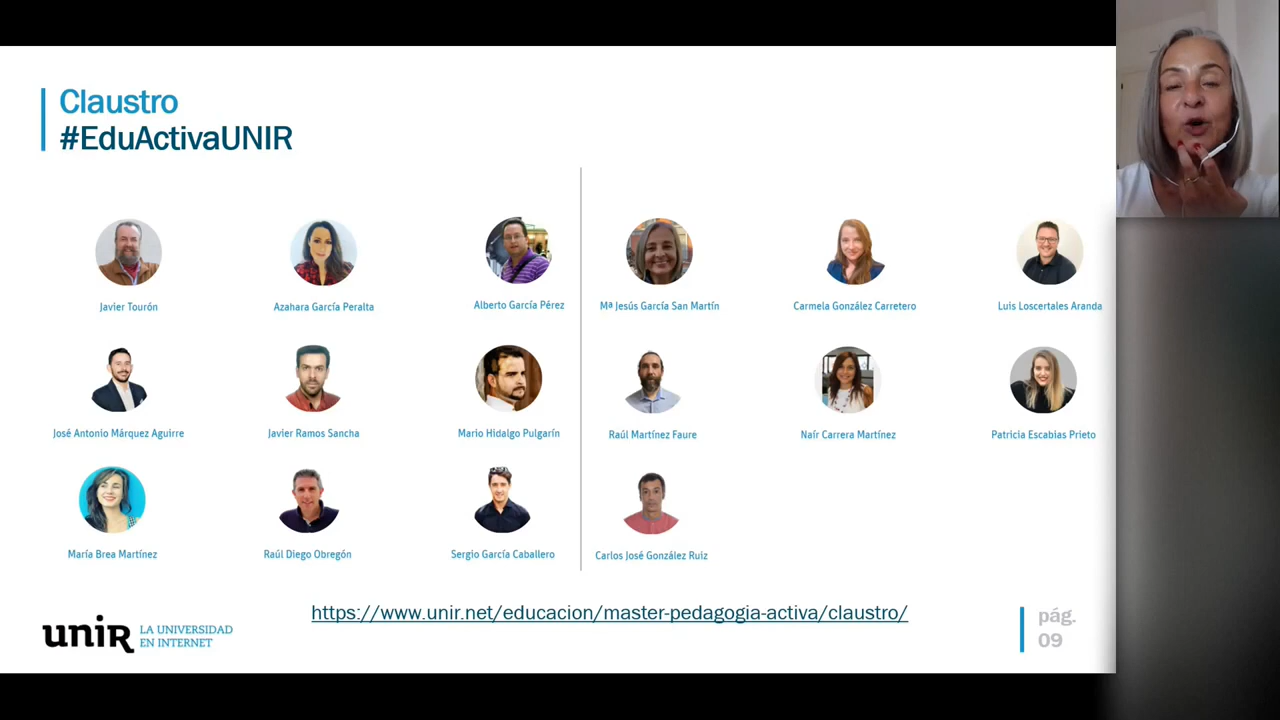 Claustro
#EduActivaUNIR
Javier Tourón
Azahara García Peralta
Alberto García Pérez
Mª Jesús García San Martín
Carmela González Carretero
Luis Loscertales Aranda
José Antonio Márquez Aguirre
Javier Ramos Sancha
Mario Hidalgo Pulgarín
Raúl Martínez Faure
Naír Carrera Martínez
Patricia Escabias Prieto
María Brea Martínez
Raúl Diego Obregón
Sergio García Caballero
Carlos José González Ruiz
https://www.unir.net/educacion/master-pedagogia-activa/claustro/
unir
LA UNIVERSIDAD
EN INTERNET
pág.
09